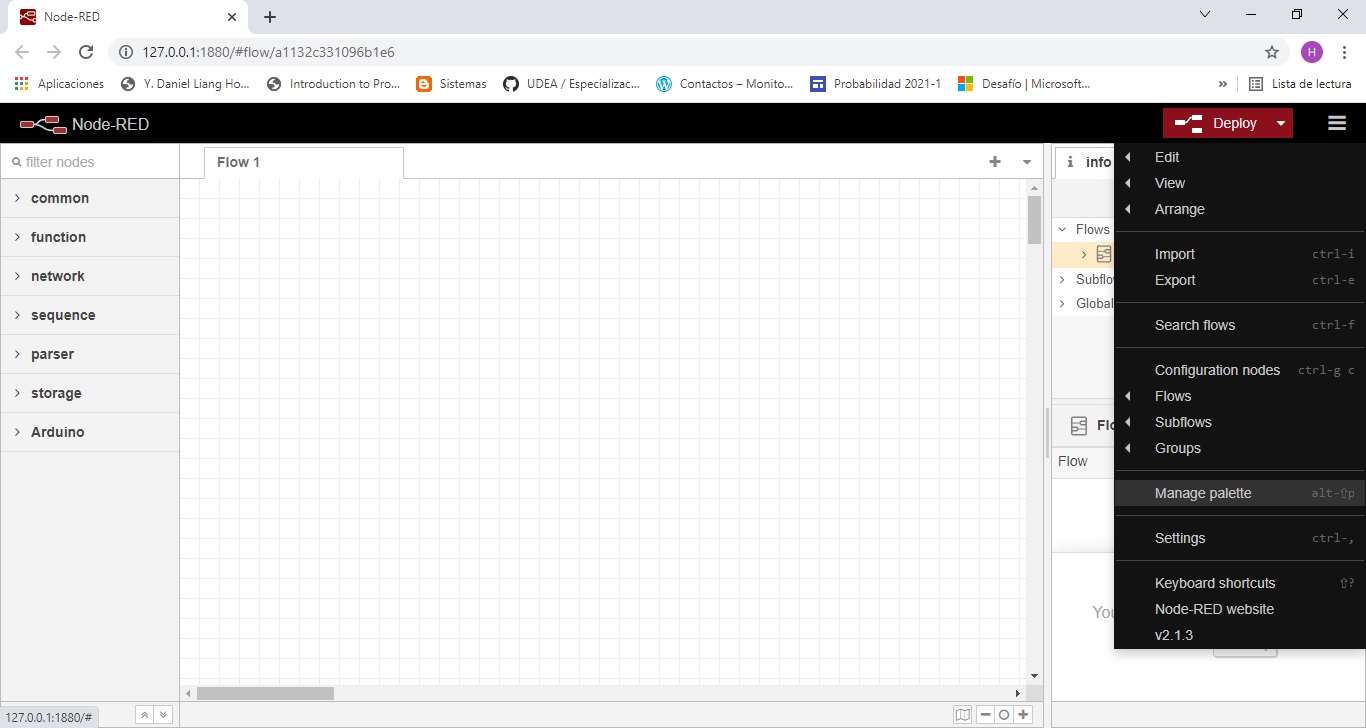 Node-RED
127.0.0.1:1880/#flow/a1132c331096b1e6
H
Aplicaciones Y. Daniel Liang Ho... Introduction to Pro... Sistemas UDEA / Especializac... Contactos – Monito... Probabilidad 2021-1 Desafío | Microsoft... » Lista de lectura
Node-RED Deploy
filter nodes
common
function
network
sequence
parser
storage
Arduino
Flow 1
i info
Flows
Subflo
Global
Flo
Flow
You
Edit
View
Arrange
Import ctrl-i
Export ctrl-e
Search flows ctrl-f
Configuration nodes ctrl-g c
Flows
Subflows
Groups
Manage palette alt-⇧p
Settings ctrl-,
Keyboard shortcuts ⇧?
Node-RED website
v2.1.3
127.0.0.1:1880/#